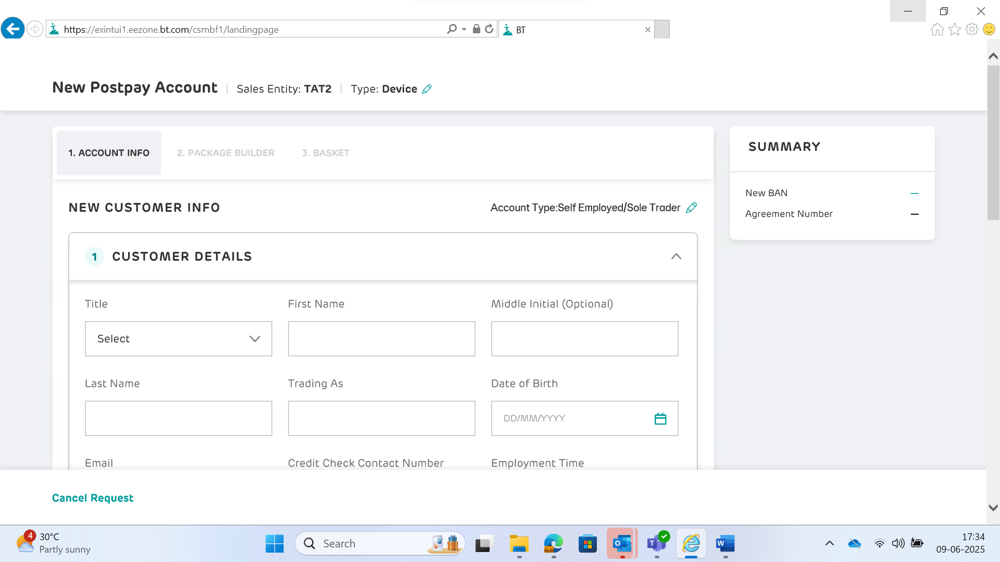 https://exintui1.eezone.bt.com/csmbf1/landingpage
BT
New Postpay Account
Sales Entity: TAT2
Type: Device
1. ACCOUNT INFO
2. PACKAGE BUILDER
3. BASKET
SUMMARY
New BAN
—
Agreement Number
—
NEW CUSTOMER INFO
Account Type:Self Employed/Sole Trader
1 CUSTOMER DETAILS
Title
First Name
Middle Initial (Optional)
Select
Last Name
Trading As
Date of Birth
DD/MM/YYYY
Email
Credit Check Contact Number
Employment Time
Cancel Request
4
30°C
Partly sunny
Search
17:34
09-06-2025